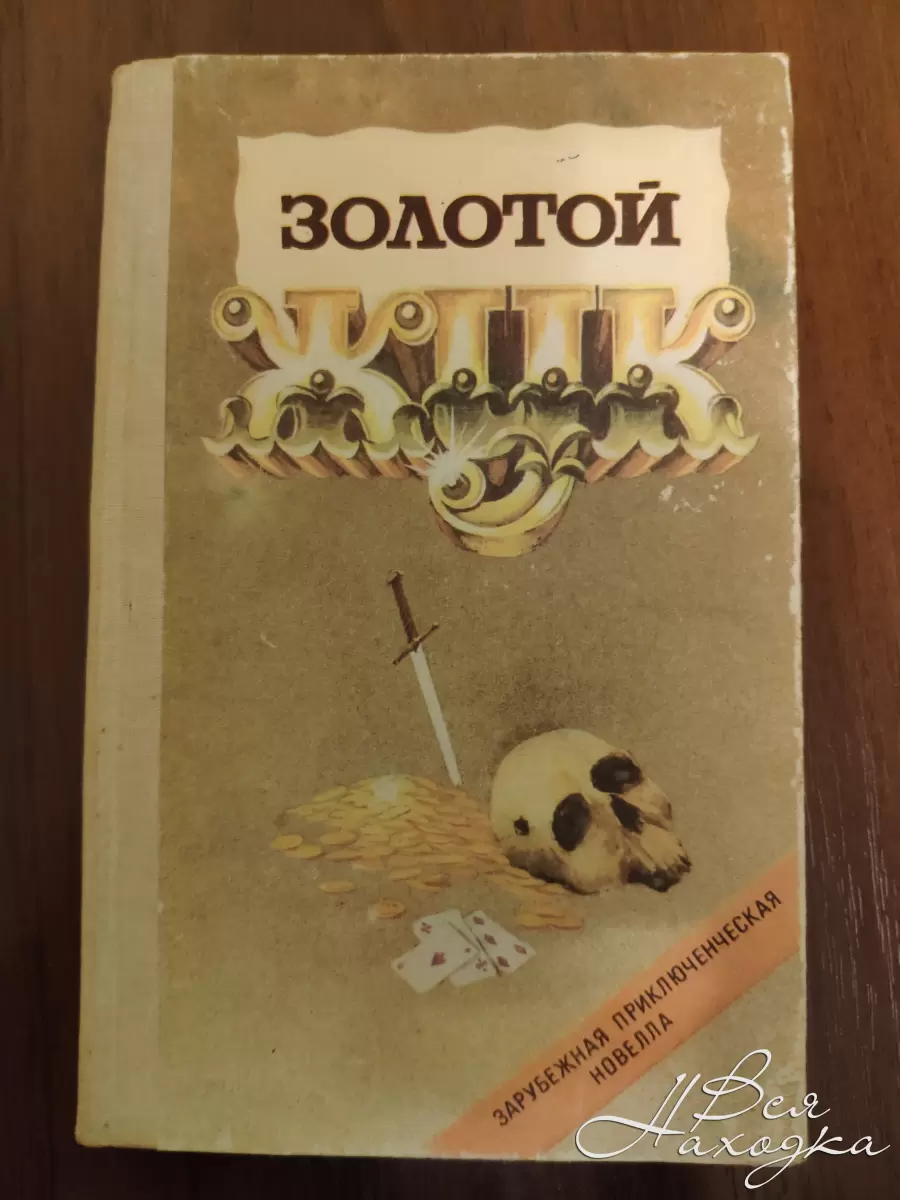 ЗОЛОТОЙ
ЖУК
ЗАРУБЕЖНАЯ ПРИКЛЮЧЕНЧЕСКАЯ
НОВЕЛЛА
Вся
Находка